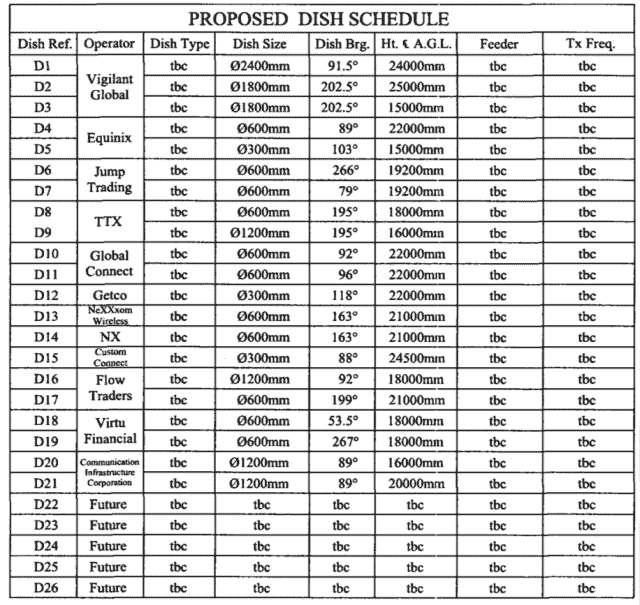 PROPOSED DISH SCHEDULE
Dish Ref. Operator Dish Type Dish Size Dish Brg. Ht. ℄ A.G.L. Feeder Tx Freq.
D1 Vigilant Global tbc Ø2400mm 91.5° 24000mm tbc tbc
D2 tbc Ø1800mm 202.5° 25000mm tbc tbc
D3 tbc Ø1800mm 202.5° 15000mm tbc tbc
D4 Equinix tbc Ø600mm 89° 22000mm tbc tbc
D5 tbc Ø300mm 103° 15000mm tbc tbc
D6 Jump Trading tbc Ø600mm 266° 19200mm tbc tbc
D7 tbc Ø600mm 79° 19200mm tbc tbc
D8 TTX tbc Ø600mm 195° 18000mm tbc tbc
D9 tbc Ø1200mm 195° 16000mm tbc tbc
D10 Global Connect tbc Ø600mm 92° 22000mm tbc tbc
D11 tbc Ø600mm 96° 22000mm tbc tbc
D12 Getco tbc Ø300mm 118° 22000mm tbc tbc
D13 NeXXxom Wireless tbc Ø600mm 163° 21000mm tbc tbc
D14 NX tbc Ø600mm 163° 21000mm tbc tbc
D15 Custom Connect tbc Ø300mm 88° 24500mm tbc tbc
D16 Flow Traders tbc Ø1200mm 92° 18000mm tbc tbc
D17 tbc Ø600mm 199° 21000mm tbc tbc
D18 Virtu Financial tbc Ø600mm 53.5° 18000mm tbc tbc
D19 tbc Ø600mm 267° 18000mm tbc tbc
D20 Communication Infrastructure Corporation tbc Ø1200mm 89° 16000mm tbc tbc
D21 tbc Ø1200mm 89° 20000mm tbc tbc
D22 Future tbc tbc tbc tbc tbc tbc
D23 Future tbc tbc tbc tbc tbc tbc
D24 Future tbc tbc tbc tbc tbc tbc
D25 Future tbc tbc tbc tbc tbc tbc
D26 Future tbc tbc tbc tbc tbc tbc